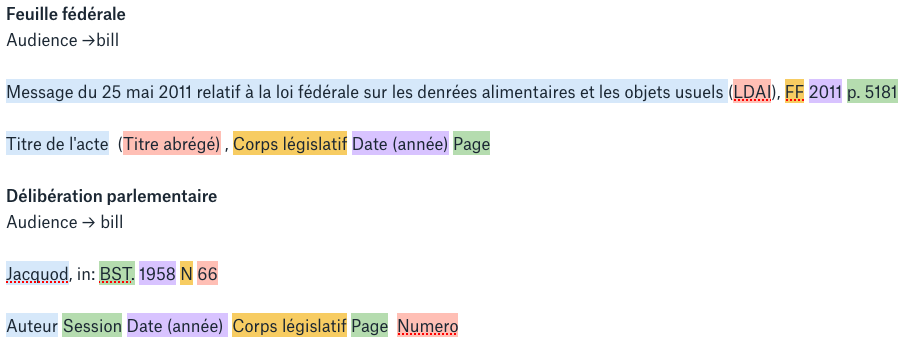 Feuille fédérale
Audience →bill
Message du 25 mai 2011 relatif à la loi fédérale sur les denrées alimentaires et les objets usuels (LDAI), FF 2011 p. 5181
Titre de l'acte (Titre abrégé) , Corps législatif Date (année) Page
Délibération parlementaire
Audience → bill
Jacquod, in: BST. 1958 N 66
Auteur Session Date (année) Corps législatif Page Numero